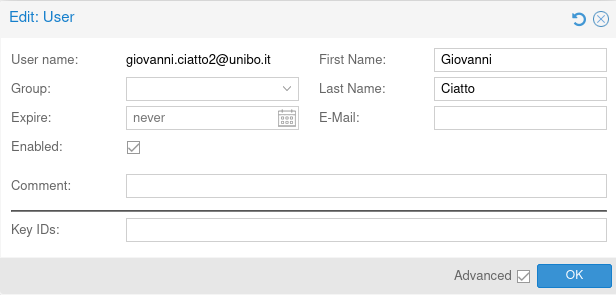 Edit: User
User name: giovanni.ciatto2@unibo.it First Name: Giovanni
Group: Last Name: Ciatto
Expire: never E-Mail:
Enabled:
Comment:
Key IDs:
Advanced OK